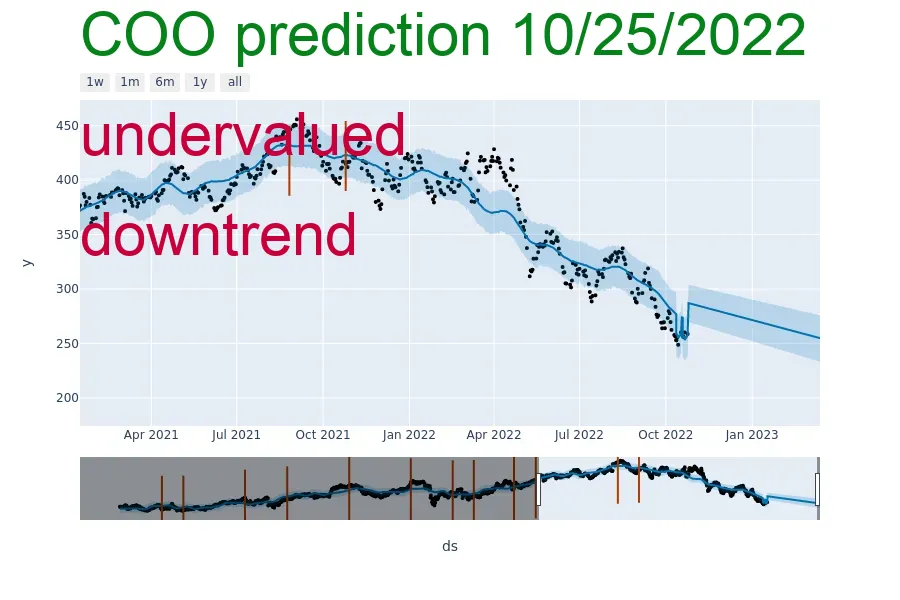 COO prediction 10/25/2022
1w 1m 6m 1y all
undervalued
downtrend
450
400
350
300
250
200
y
Apr 2021 Jul 2021 Oct 2021 Jan 2022 Apr 2022 Jul 2022 Oct 2022 Jan 2023
ds